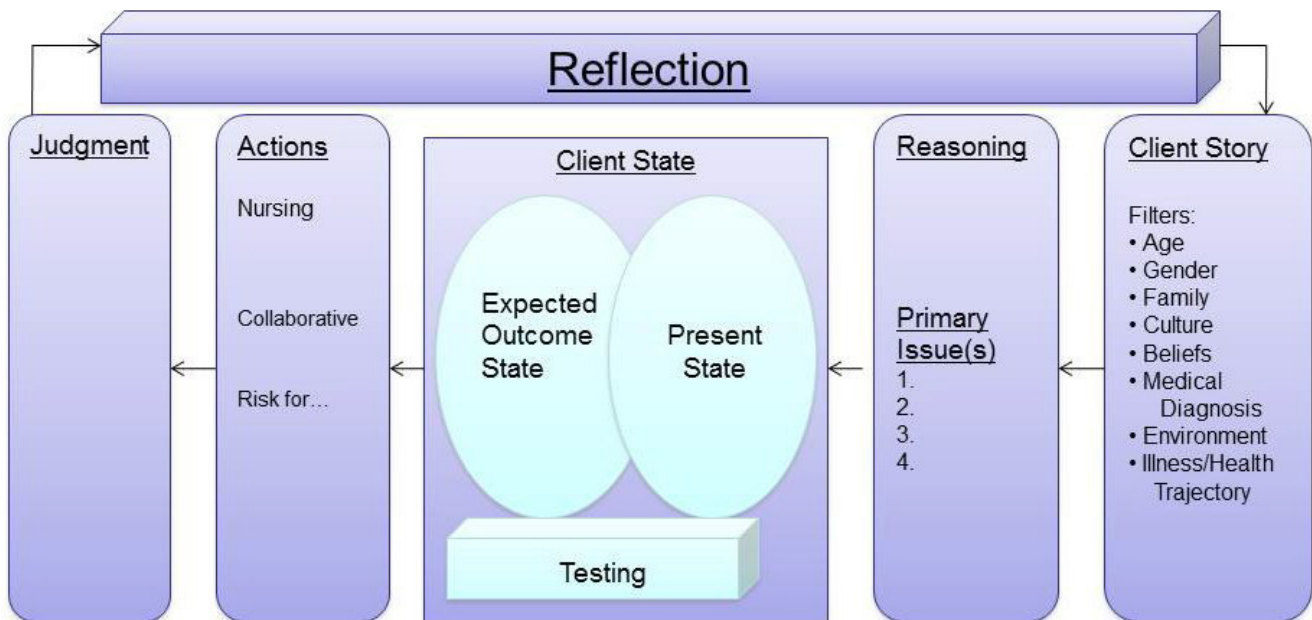 Reflection
Judgment
Actions
Nursing
Collaborative
Risk for…
Client State
Expected
Outcome
State
Present
State
Testing
Reasoning
Primary
Issue(s)
1.
2.
3.
4.
Client Story
Filters:
• Age
• Gender
• Family
• Culture
• Beliefs
• Medical
Diagnosis
• Environment
• Illness/Health
Trajectory